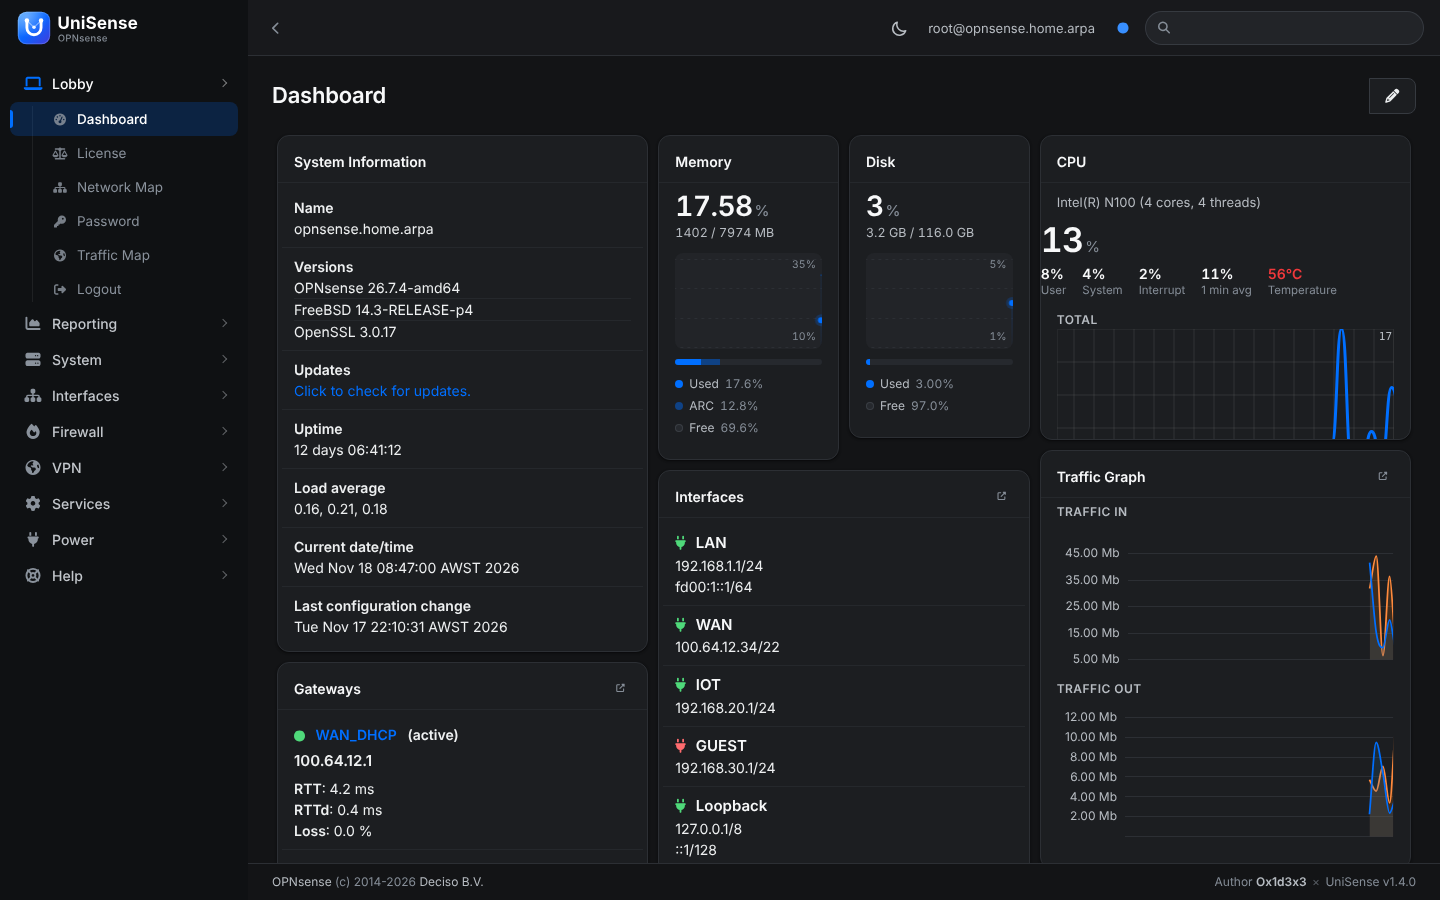 UniSense
OPNsense
root@opnsense.home.arpa
Lobby
Dashboard
License
Network Map
Password
Traffic Map
Logout
Reporting
System
Interfaces
Firewall
VPN
Services
Power
Help
Dashboard
System Information
Name
opnsense.home.arpa
Versions
OPNsense 26.7.4-amd64
FreeBSD 14.3-RELEASE-p4
OpenSSL 3.0.17
Updates
Click to check for updates.
Uptime
12 days 06:41:12
Load average
0.16, 0.21, 0.18
Current date/time
Wed Nov 18 08:47:00 AWST 2026
Last configuration change
Tue Nov 17 22:10:31 AWST 2026
Gateways
WAN_DHCP (active)
100.64.12.1
RTT: 4.2 ms
RTTd: 0.4 ms
Loss: 0.0 %
Memory
17.58%
1402 / 7974 MB
35%
10%
Used 17.6%
ARC 12.8%
Free 69.6%
Disk
3%
3.2 GB / 116.0 GB
5%
1%
Used 3.00%
Free 97.0%
Interfaces
LAN
192.168.1.1/24
fd00:1::1/64
WAN
100.64.12.34/22
IOT
192.168.20.1/24
GUEST
192.168.30.1/24
Loopback
127.0.0.1/8
::1/128
CPU
Intel(R) N100 (4 cores, 4 threads)
13%
8% 4% 2% 11% 56°C
User System Interrupt 1 min avg Temperature
TOTAL
17
Traffic Graph
TRAFFIC IN
45.00 Mb
35.00 Mb
25.00 Mb
15.00 Mb
5.00 Mb
TRAFFIC OUT
12.00 Mb
10.00 Mb
8.00 Mb
6.00 Mb
4.00 Mb
2.00 Mb
OPNsense (c) 2014-2026 Deciso B.V.
Author Ox1d3x3 × UniSense v1.4.0